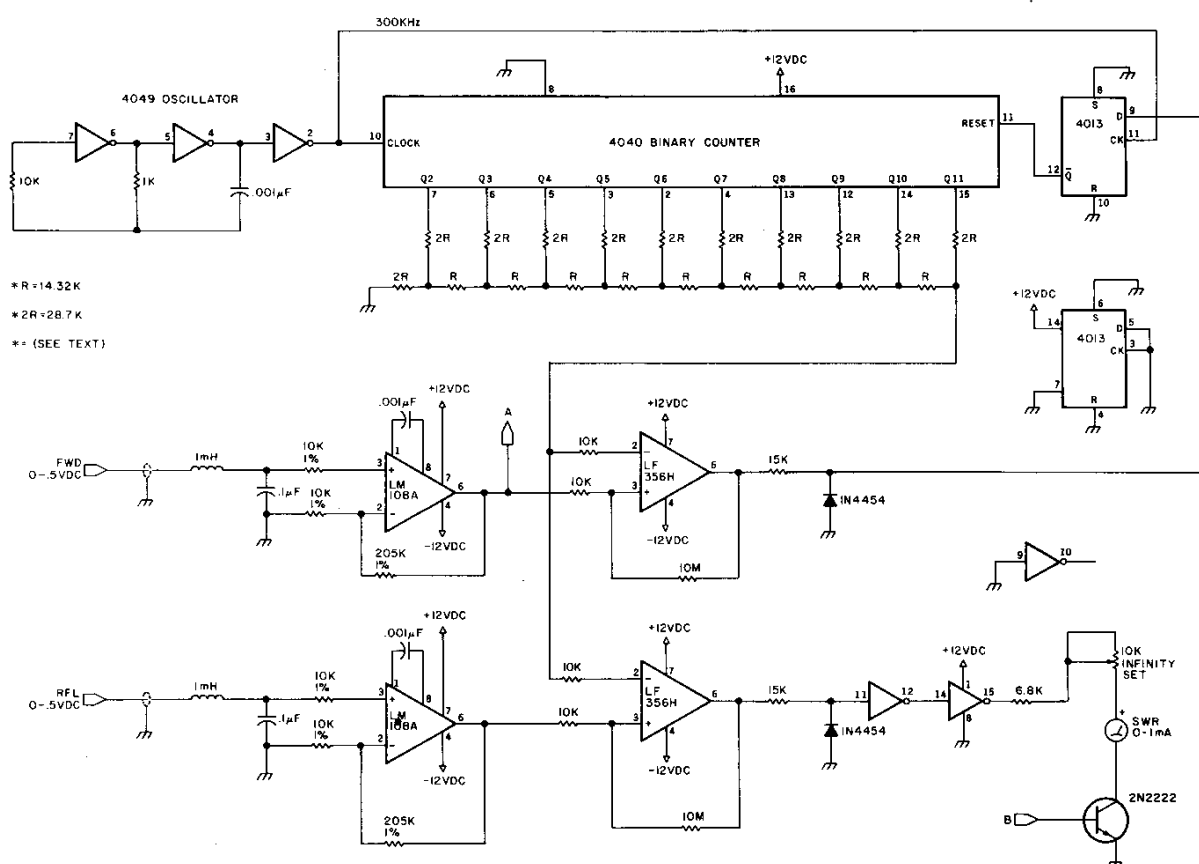 300KHz
4049 OSCILLATOR
7 6 5 4 3 2
10K
1K
.001µF
10 CLOCK
4040 BINARY COUNTER
8
+12VDC
16
RESET 11
Q2 Q3 Q4 Q5 Q6 Q7 Q8 Q9 Q10 Q11
7 6 5 3 2 4 13 12 14 15
2R 2R 2R 2R 2R 2R 2R 2R 2R 2R
2R R R R R R R R R R
8
S
D 9
4013
CK 11
12 Q̅
R
10
*R=14.32K
*2R=28.7K
*= (SEE TEXT)
+12VDC
6
S
14
D 5
4013
CK 3
7
R
4
FWD
0-.5VDC
1mH
.1µF
10K
1%
10K
1%
.001µF
+12VDC
1
8
3 +
LM
108A
7
6
4
2 −
-12VDC
205K
1%
A
10K
10K
+12VDC
7
2 −
LF
356H
6
3 +
4
-12VDC
10M
15K
1N4454
9 10
RFL
0-.5VDC
1mH
.1µF
10K
1%
10K
1%
.001µF
+12VDC
1
8
3 +
LM
108A
7
6
4
2 −
-12VDC
205K
1%
10K
10K
+12VDC
7
2 −
LF
356H
6
3 +
4
-12VDC
10M
15K
1N4454
11 12
+12VDC
14 1 15
8
6.8K
10K
INFINITY
SET
+
SWR
0-1mA
2N2222
B